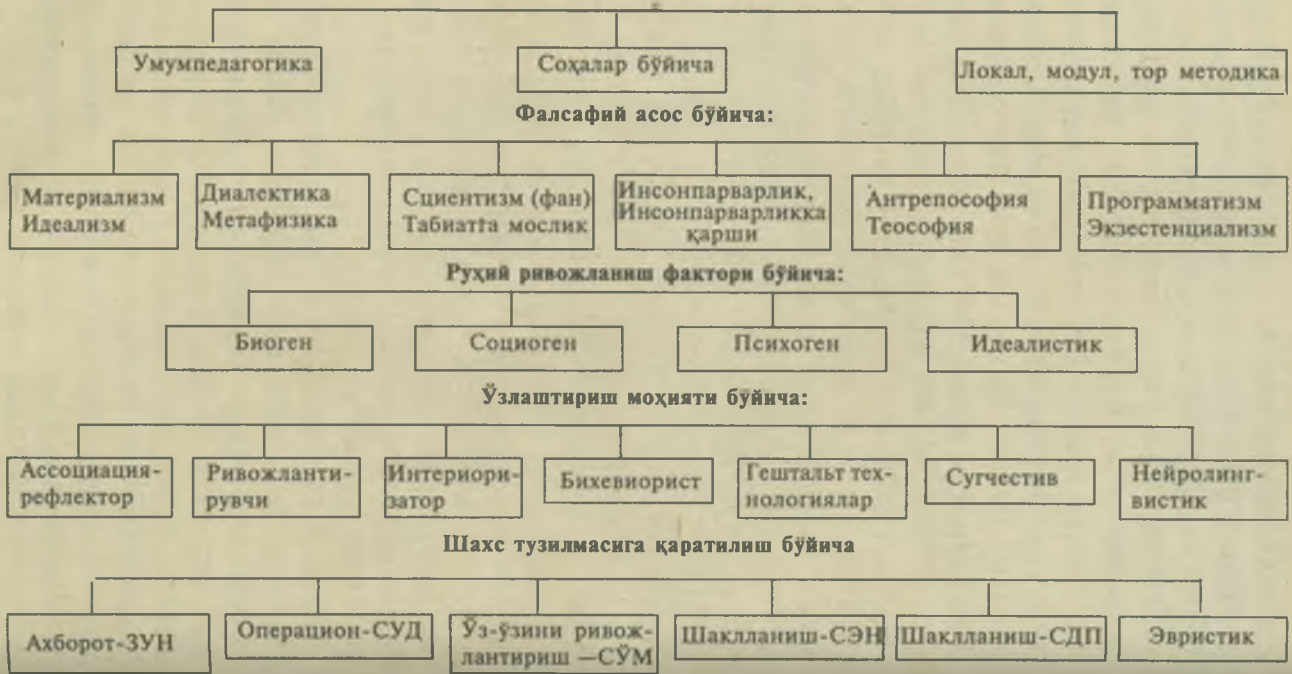 Умумпедагогика
Соҳалар бўйича
Локал, модул, тор методика
Фалсафий асос бўйича:
Материализм
Идеализм
Диалектика
Метафизика
Сциентизм (фан)
Табиатга мослик
Инсонпарварлик,
Инсонпарварликка
қарши
Антрепософия
Теософия
Программатизм
Экзестенциализм
Руҳий ривожланиш фактори бўйича:
Биоген
Социоген
Психоген
Идеалистик
Ўзлаштириш моҳияти бўйича:
Ассоциация-
рефлектор
Ривожланти-
рувчи
Интериори-
затор
Бихевиорист
Гештальт тех-
нологиялар
Сугчестив
Нейролинг-
вистик
Шахс тузилмасига қаратилиш бўйича
Ахборот-ЗУН
Операцион-СУД
Ўз-ўзини ривож-
лантириш —СЎМ
Шаклланиш-СЭН
Шаклланиш-СДП
Эвристик